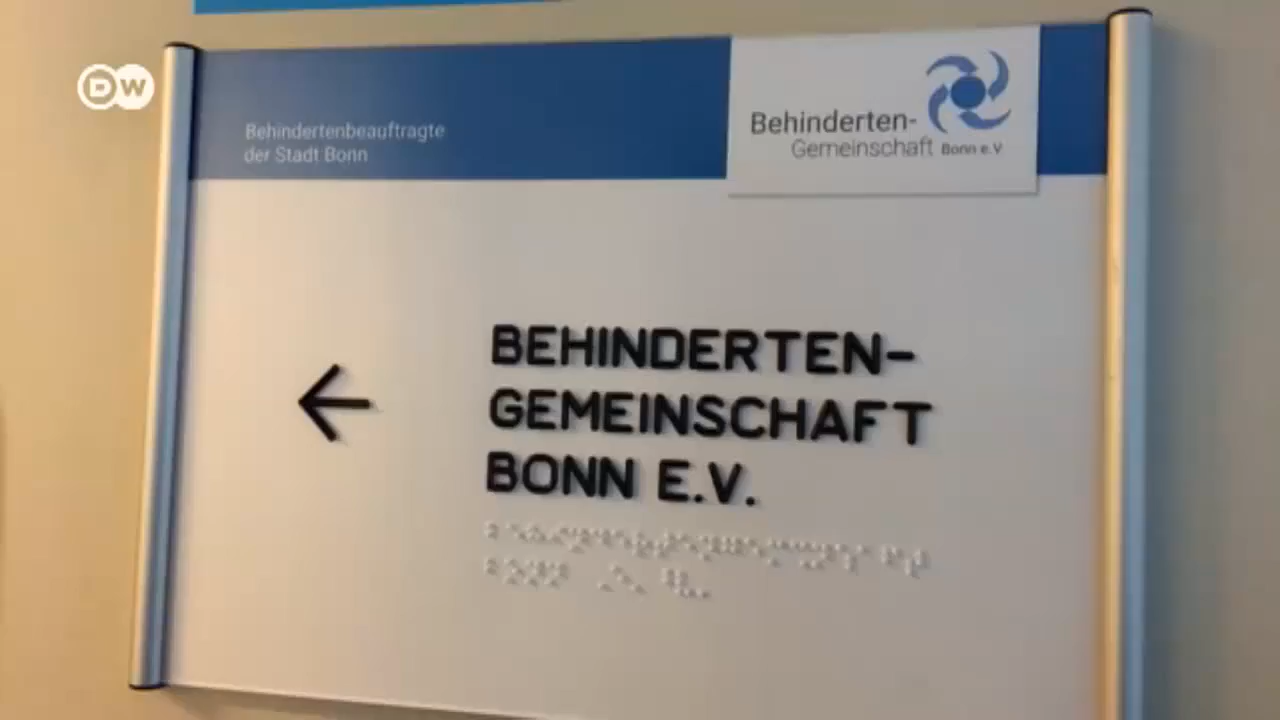 DW
Behindertenbeauftragte
der Stadt Bonn
Behinderten-
Gemeinschaft Bonn e.V
BEHINDERTEN-
GEMEINSCHAFT
BONN E.V.